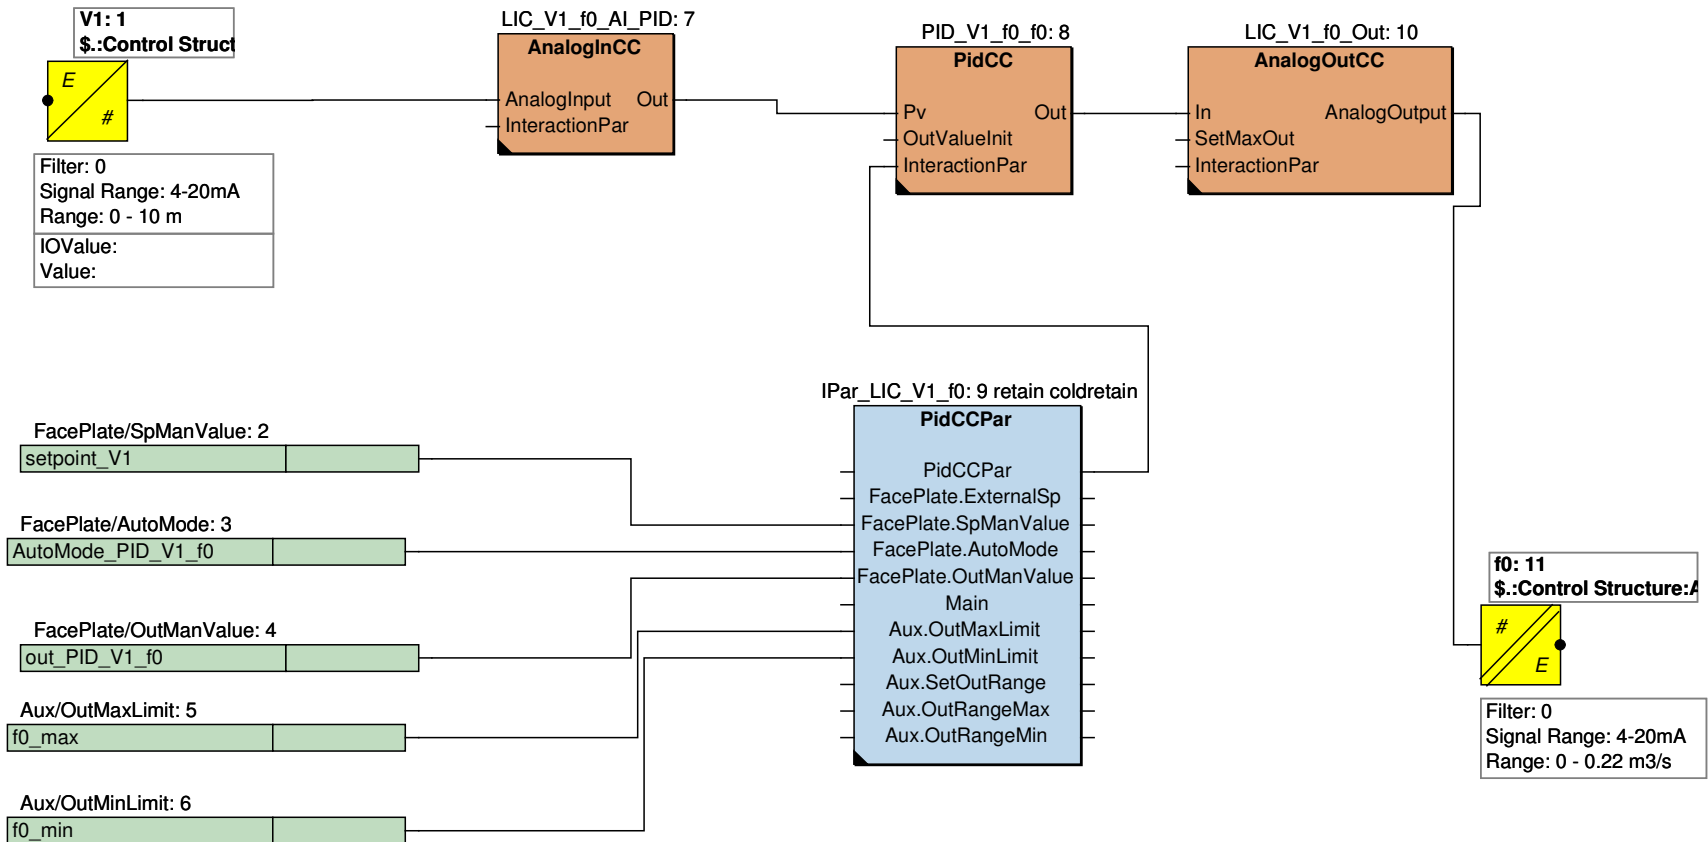 V1: 1
$.:Control Struct
E
#
Filter: 0
Signal Range: 4-20mA
Range: 0 - 10 m
IOValue:
Value:
LIC_V1_f0_AI_PID: 7
AnalogInCC
AnalogInput Out
InteractionPar
PID_V1_f0_f0: 8
PidCC
Pv Out
OutValueInit
InteractionPar
LIC_V1_f0_Out: 10
AnalogOutCC
In AnalogOutput
SetMaxOut
InteractionPar
FacePlate/SpManValue: 2
setpoint_V1
FacePlate/AutoMode: 3
AutoMode_PID_V1_f0
FacePlate/OutManValue: 4
out_PID_V1_f0
Aux/OutMaxLimit: 5
f0_max
Aux/OutMinLimit: 6
f0_min
IPar_LIC_V1_f0: 9 retain coldretain
PidCCPar
PidCCPar
FacePlate.ExternalSp
FacePlate.SpManValue
FacePlate.AutoMode
FacePlate.OutManValue
Main
Aux.OutMaxLimit
Aux.OutMinLimit
Aux.SetOutRange
Aux.OutRangeMax
Aux.OutRangeMin
f0: 11
$.:Control Structure:A
#
E
Filter: 0
Signal Range: 4-20mA
Range: 0 - 0.22 m3/s